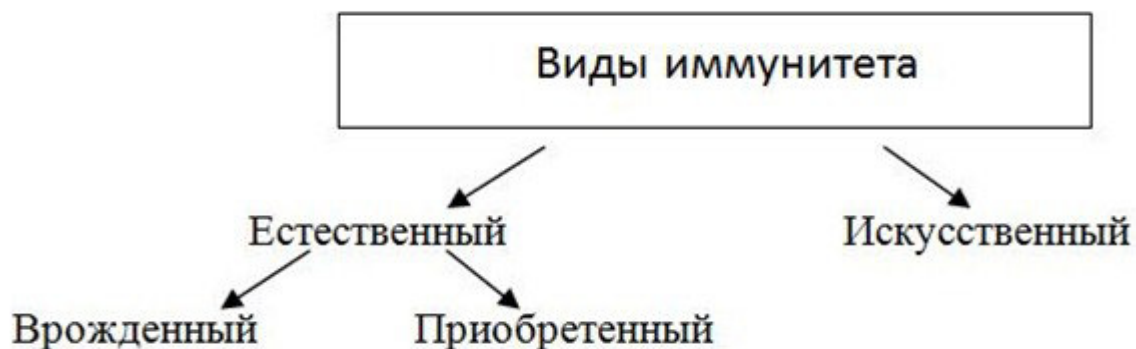 Виды иммунитета
Естественный Искусственный
Врожденный Приобретенный